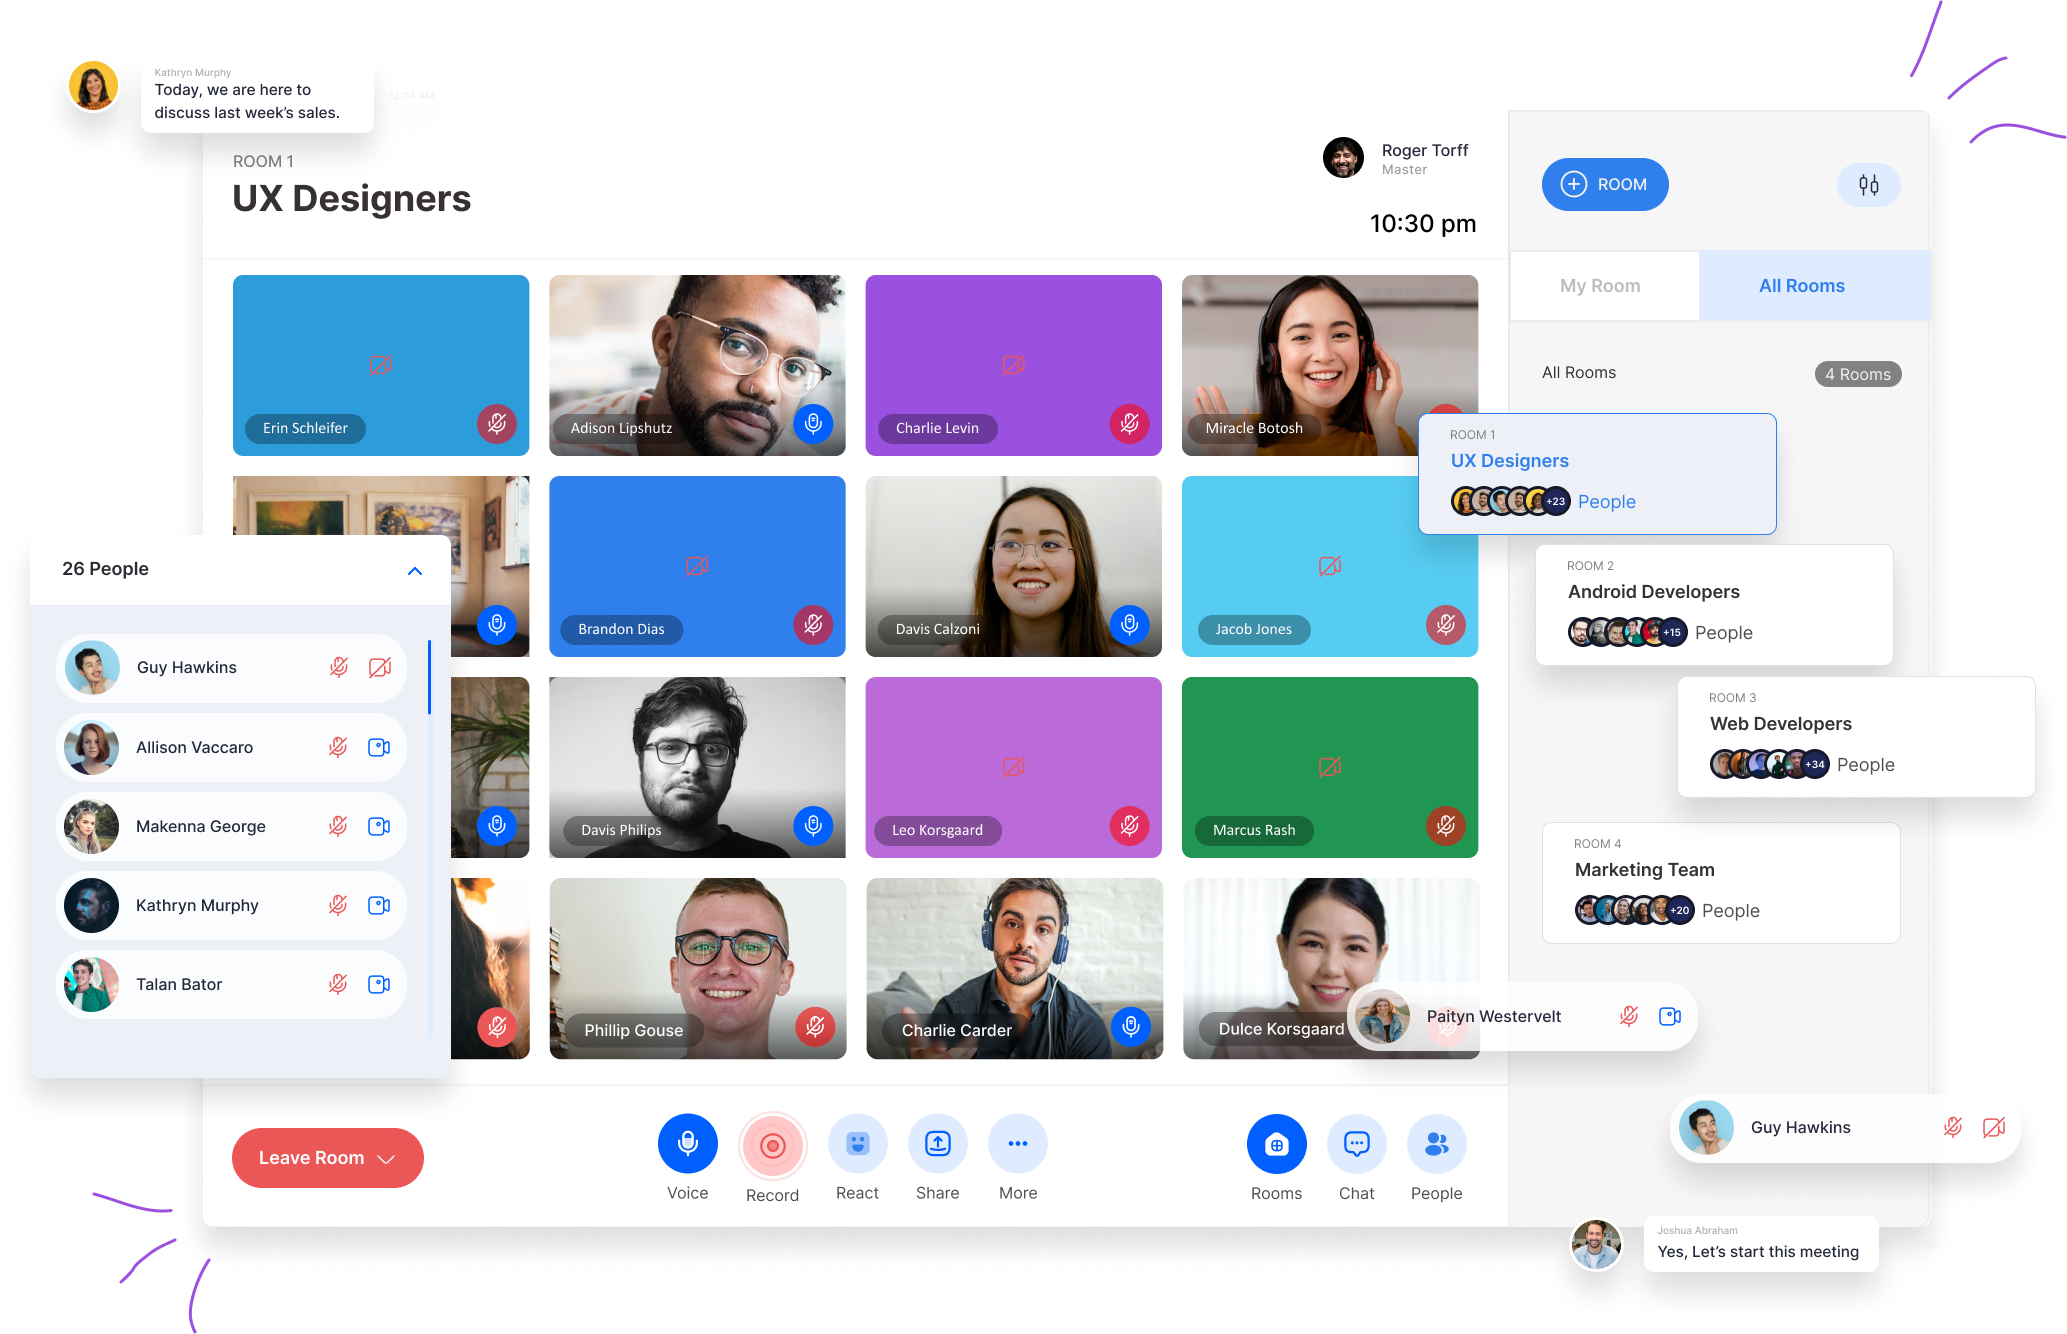 Kathryn Murphy
Today, we are here to
discuss last week's sales.
12:04 AM
ROOM 1
UX Designers
Roger Torff
Master
10:30 pm
ROOM
My Room
All Rooms
All Rooms
4 Rooms
Erin Schleifer
Adison Lipshutz
Charlie Levin
Miracle Botosh
ROOM 1
UX Designers
+23
People
Brandon Dias
Davis Calzoni
Jacob Jones
ROOM 2
Android Developers
+15
People
26 People
Guy Hawkins
Allison Vaccaro
Makenna George
Kathryn Murphy
Talan Bator
Davis Philips
Leo Korsgaard
Marcus Rash
ROOM 3
Web Developers
+34
People
ROOM 4
Marketing Team
+20
People
Phillip Gouse
Charlie Carder
Dulce Korsgaard
Paityn Westervelt
Guy Hawkins
Leave Room
Voice
Record
React
Share
More
Rooms
Chat
People
Joshua Abraham
Yes, Let's start this meeting